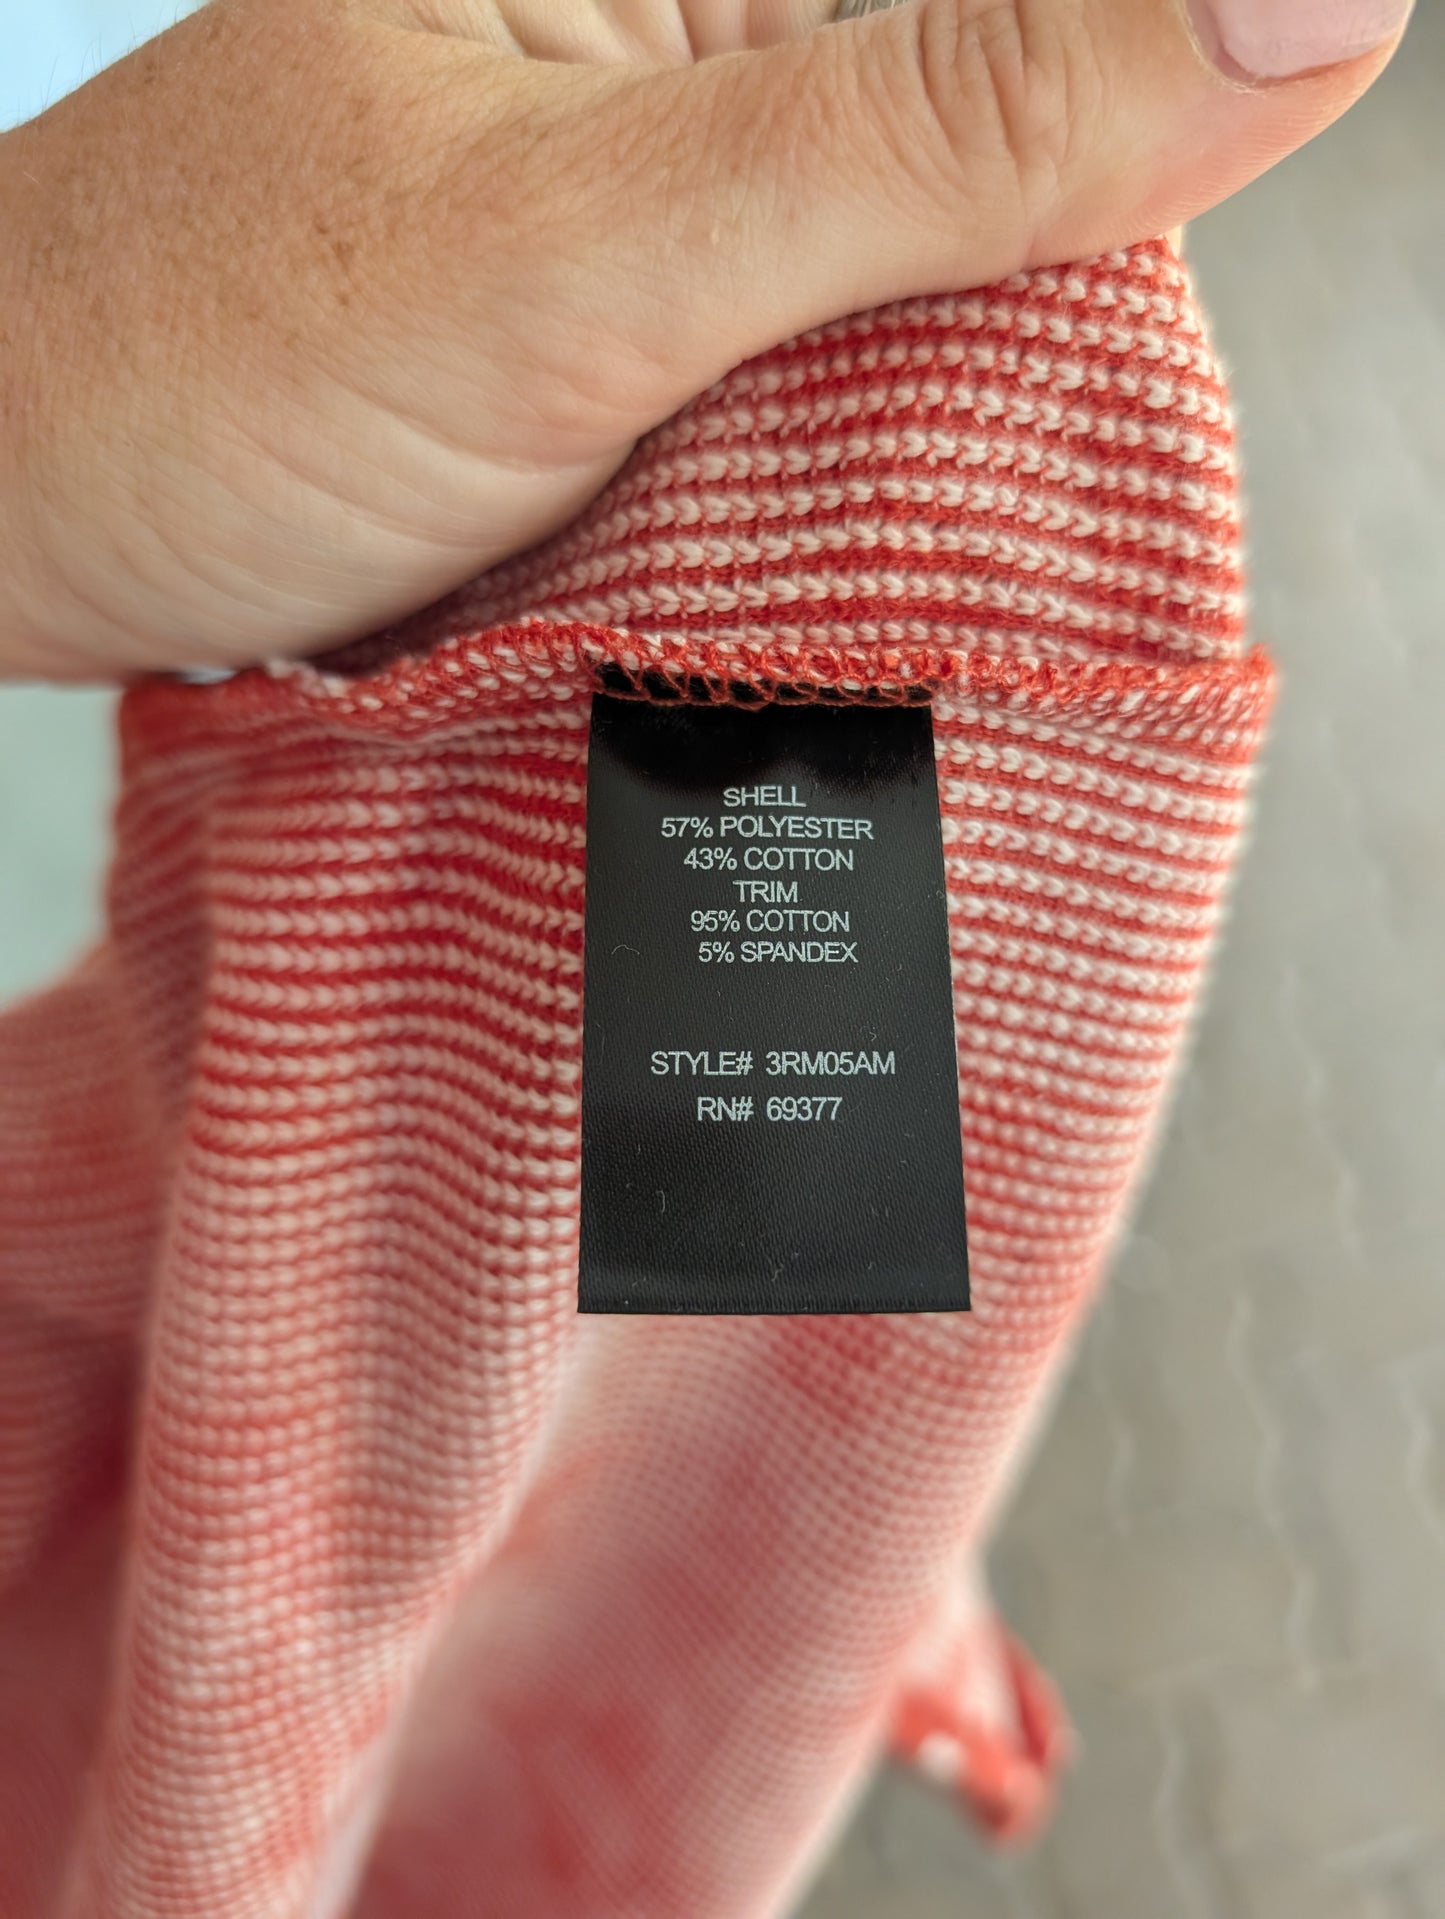 SHELL
57% POLYESTER
43% COTTON
TRIM
95% COTTON
5% SPANDEX
STYLE# 3RM05AM
RN# 69377